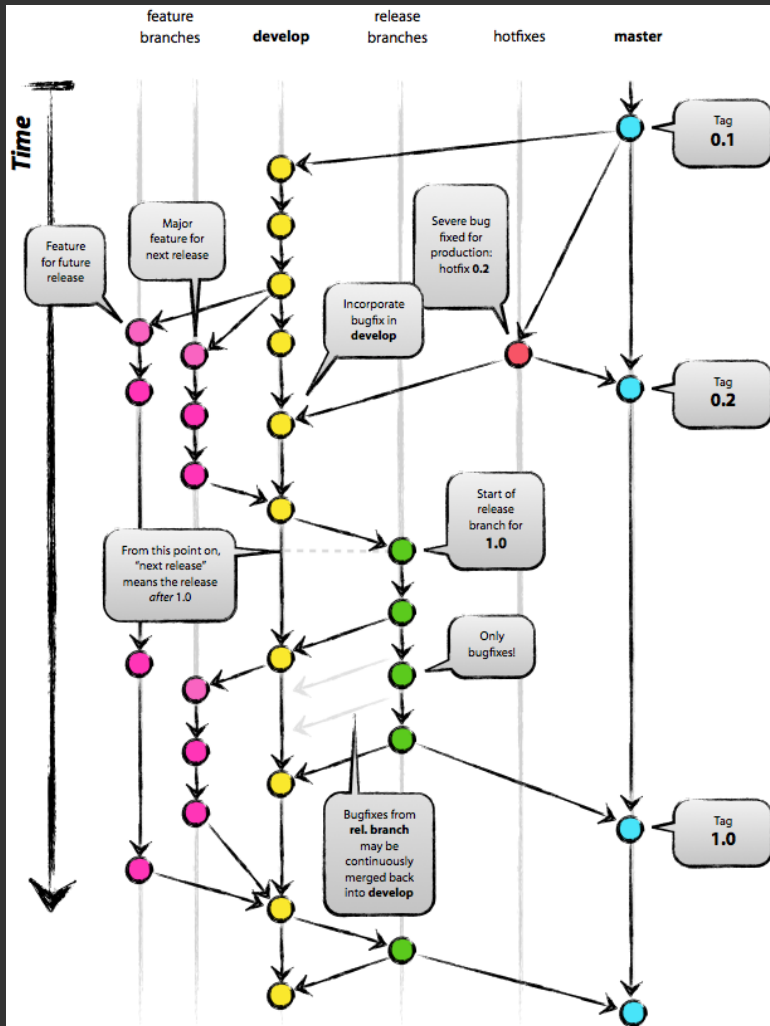 feature
branches
develop
release
branches
hotfixes
master
Time
Tag
0.1
Major
feature for
next release
Severe bug
fixed for
production:
hotfix 0.2
Feature
for future
release
Incorporate
bugfix in
develop
Tag
0.2
Start of
release
branch for
1.0
From this point on,
“next release”
means the release
after 1.0
Only
bugfixes!
Bugfixes from
rel. branch
may be
continuously
merged back
into develop
Tag
1.0